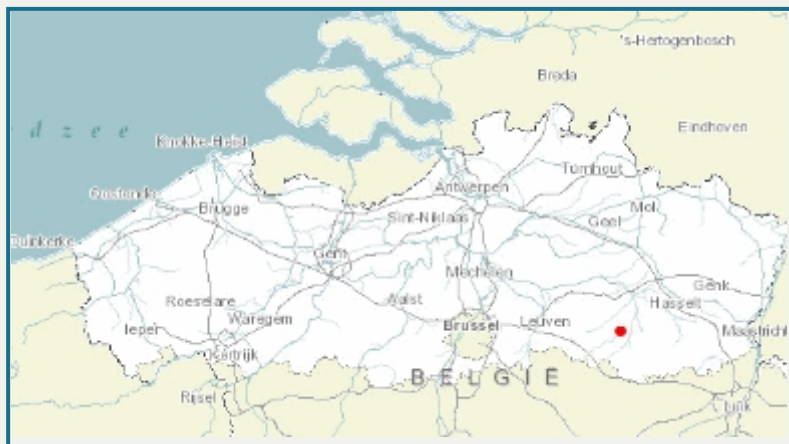 's-Hertogenbosch
Breda
Eindhoven
d z e e
Knokke-Heist
Turnhout
Antwerpen
Oostende
Brugge
Sint-Niklaas
Geel
Mol
Duinkerke
Gent
Mechelen
Genk
Roeselare
Aalst
Hasselt
Ieper
Waregem
Brussel
Leuven
Maastricht
Kortrijk
BELGIË
Rijsel
Luik